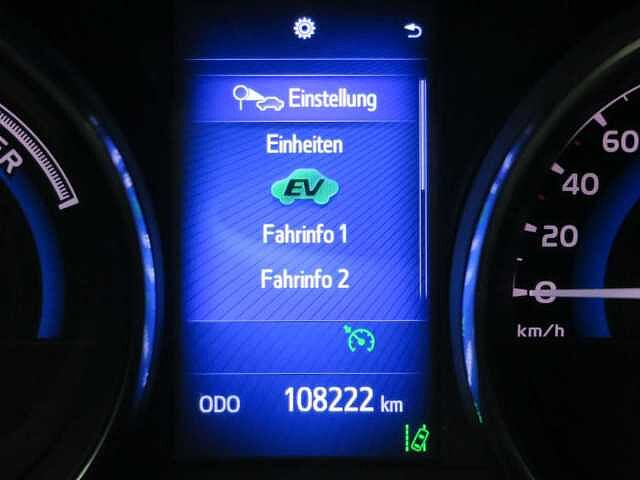 Einstellung
Einheiten
EV
Fahrinfo 1
Fahrinfo 2
ODO 108222 km
60
40
20
0
km/h